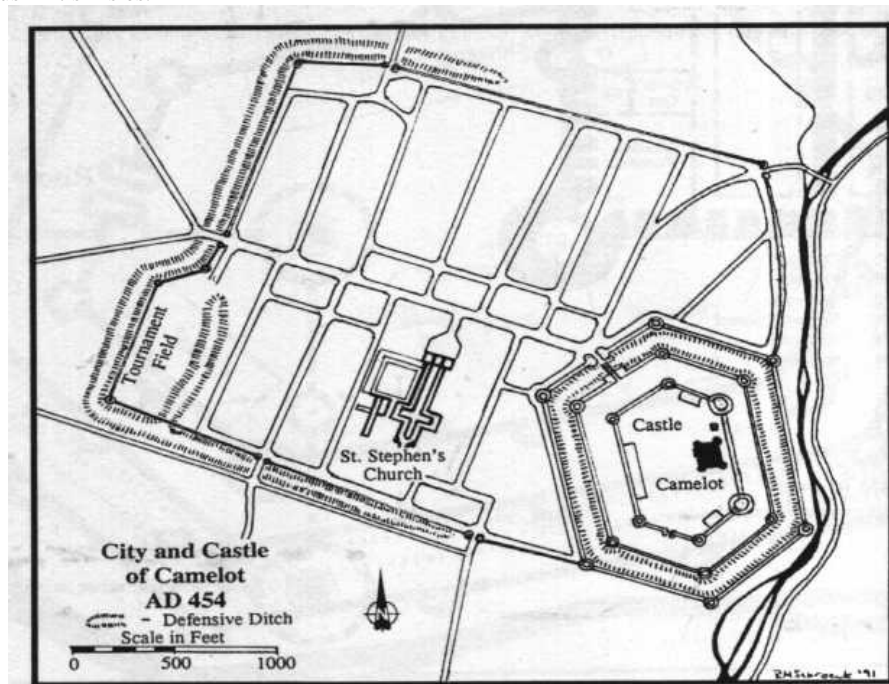 Tournament
Field
St. Stephen's
Church
Castle
Camelot
City and Castle
of Camelot
AD 454
- Defensive Ditch
Scale in Feet
0 500 1000